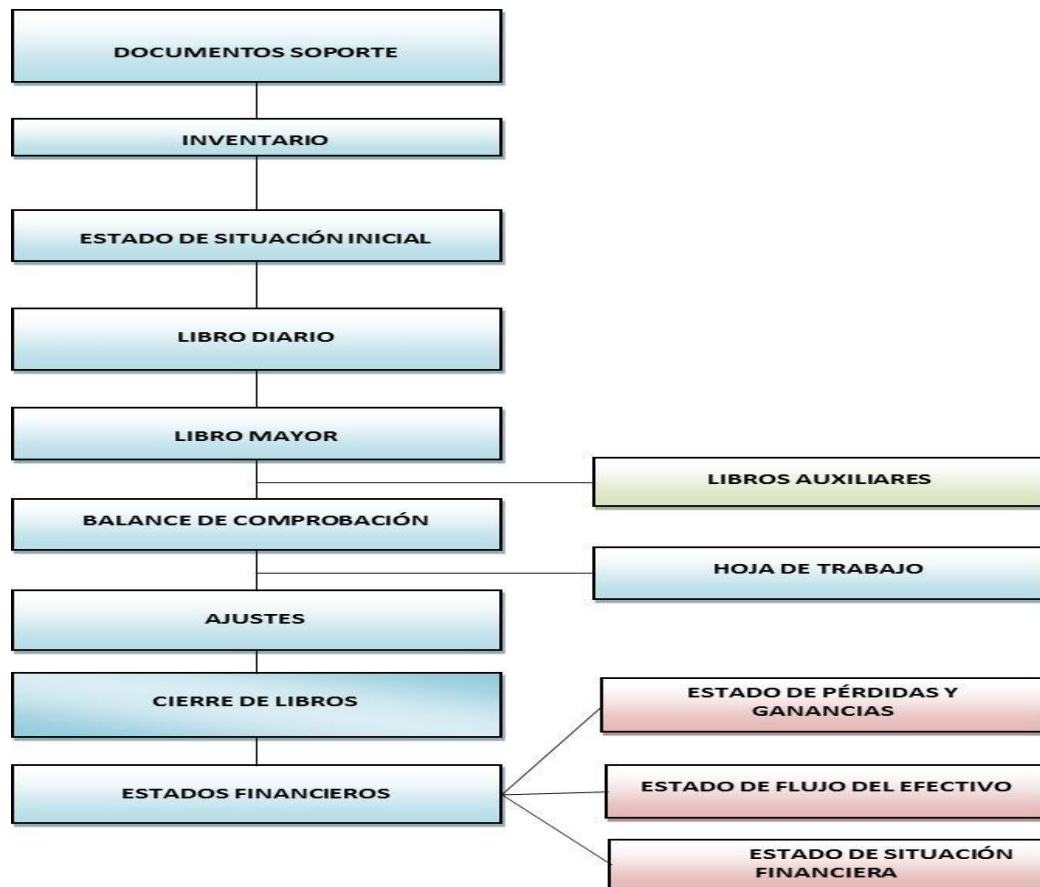 DOCUMENTOS SOPORTE
INVENTARIO
ESTADO DE SITUACIÓN INICIAL
LIBRO DIARIO
LIBRO MAYOR
LIBROS AUXILIARES
BALANCE DE COMPROBACIÓN
HOJA DE TRABAJO
AJUSTES
CIERRE DE LIBROS
ESTADO DE PÉRDIDAS Y
GANANCIAS
ESTADOS FINANCIEROS
ESTADO DE FLUJO DEL EFECTIVO
ESTADO DE SITUACIÓN
FINANCIERA